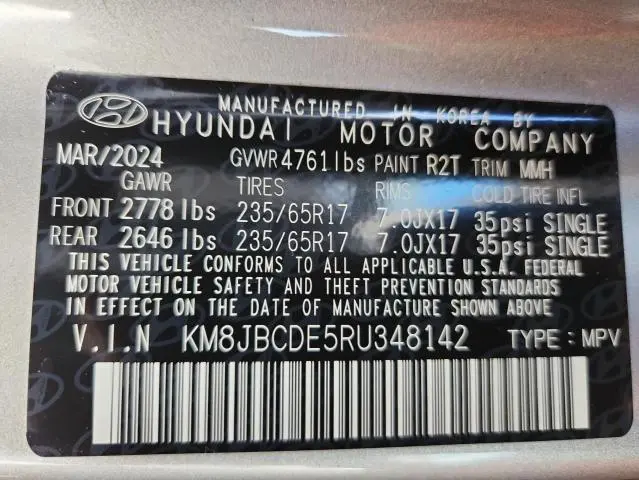 MANUFACTURED IN KOREA BY
HYUNDAI MOTOR COMPANY
MAR/2024 GVWR 4761lbs PAINT R2T TRIM MMH
GAWR TIRES RIMS COLD TIRE INFL
FRONT 2778 lbs 235/65R17 7.0JX17 35psi SINGLE
REAR 2646 lbs 235/65R17 7.0JX17 35psi SINGLE
THIS VEHICLE CONFORMS TO ALL APPLICABLE U.S.A. FEDERAL
MOTOR VEHICLE SAFETY AND THEFT PREVENTION STANDARDS
IN EFFECT ON THE DATE OF MANUFACTURE SHOWN ABOVE
V.I.N KM8JBCDE5RU348142 TYPE: MPV